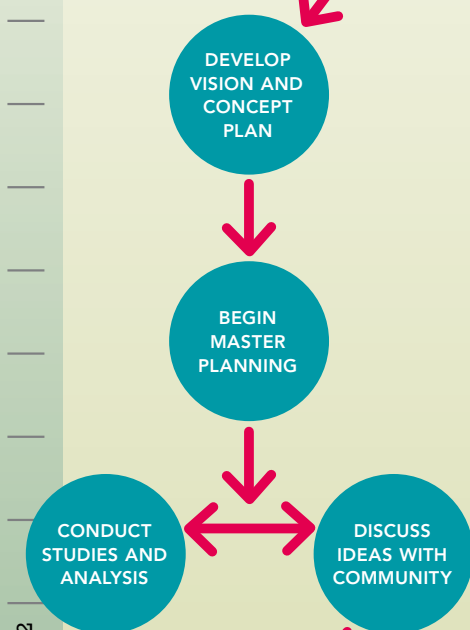 DEVELOP
VISION AND
CONCEPT
PLAN
BEGIN
MASTER
PLANNING
CONDUCT
STUDIES AND
ANALYSIS
DISCUSS
IDEAS WITH
COMMUNITY